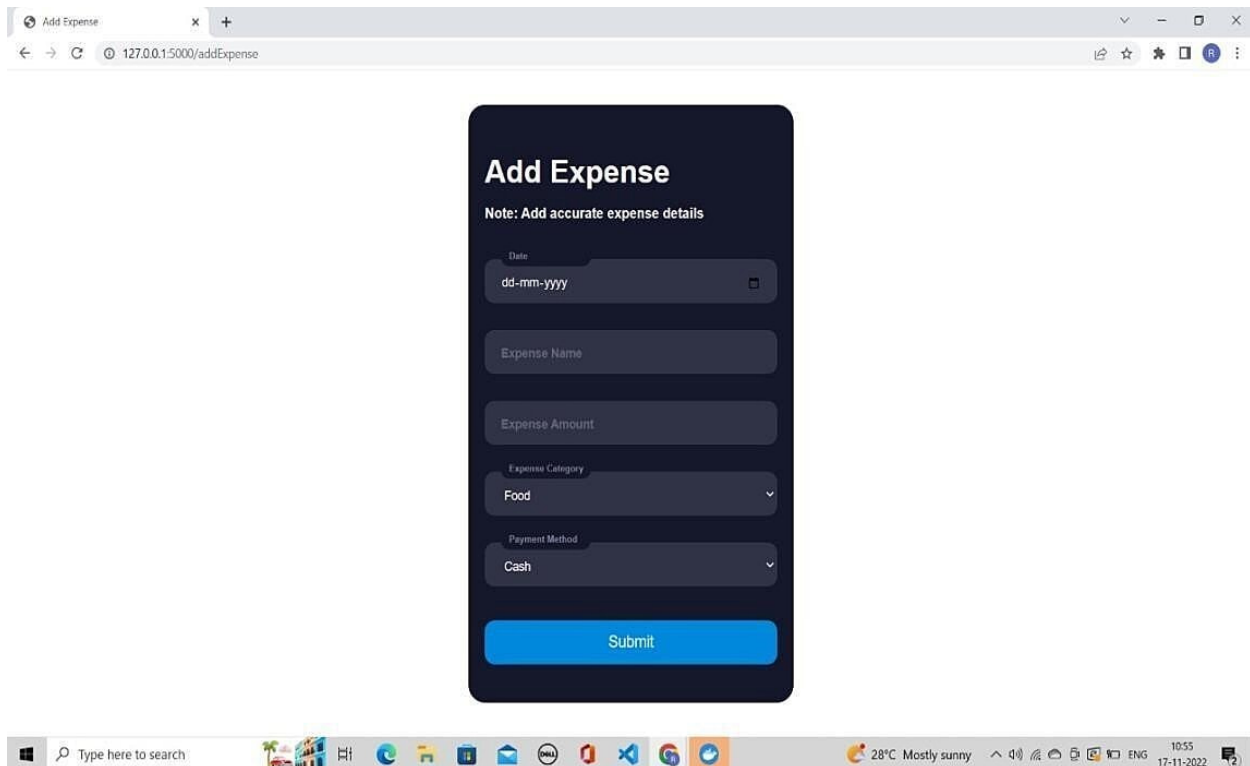 Add Expense
127.0.0.1:5000/addExpense
R
Add Expense
Note: Add accurate expense details
Date
dd-mm-yyyy
Expense Name
Expense Amount
Expense Category
Food
Payment Method
Cash
Submit
Type here to search
DELL
28°C Mostly sunny
ENG
10:55
17-11-2022
2